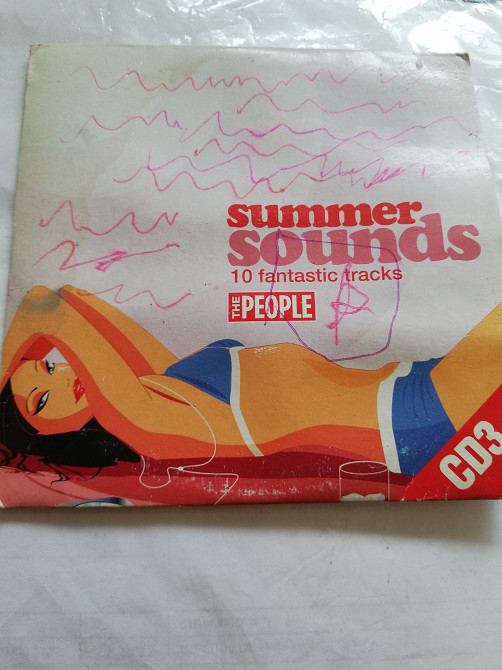 summer
sounds
10 fantastic tracks
THE PEOPLE
CD3